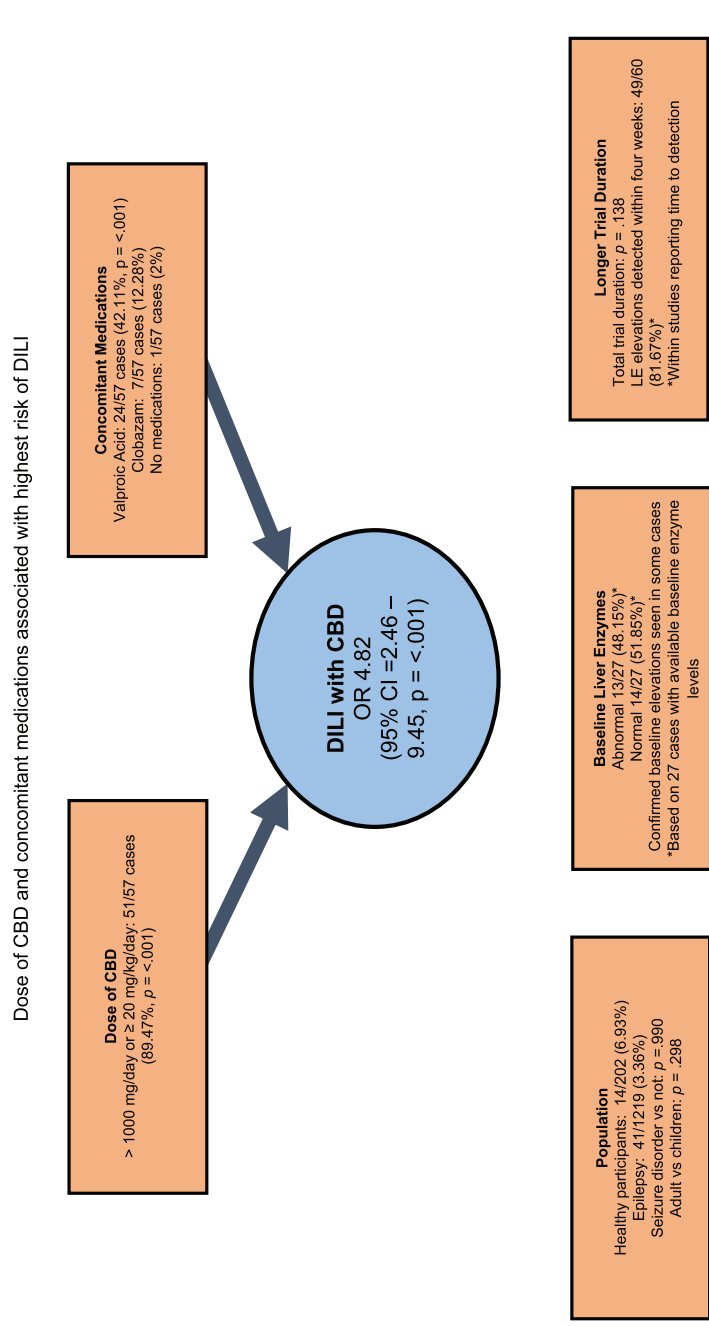 Dose of CBD and concomitant medications associated with highest risk of DILI
Dose of CBD
> 1000 mg/day or ≥ 20 mg/kg/day: 51/57 cases
(89.47%, p = <.001)
Concomitant Medications
Valproic Acid: 24/57 cases (42.11%, p = <.001)
Clobazam: 7/57 cases (12.28%)
No medications: 1/57 cases (2%)
DILI with CBD
OR 4.82
(95% CI =2.46 –
9.45, p = <.001)
Population
Healthy participants: 14/202 (6.93%)
Epilepsy: 41/1219 (3.36%)
Seizure disorder vs not: p =.990
Adult vs children: p = .298
Baseline Liver Enzymes
Abnormal 13/27 (48.15%)*
Normal 14/27 (51.85%)*
Confirmed baseline elevations seen in some cases
*Based on 27 cases with available baseline enzyme
levels
Longer Trial Duration
Total trial duration: p = .138
LE elevations detected within four weeks: 49/60
(81.67%)*
*Within studies reporting time to detection